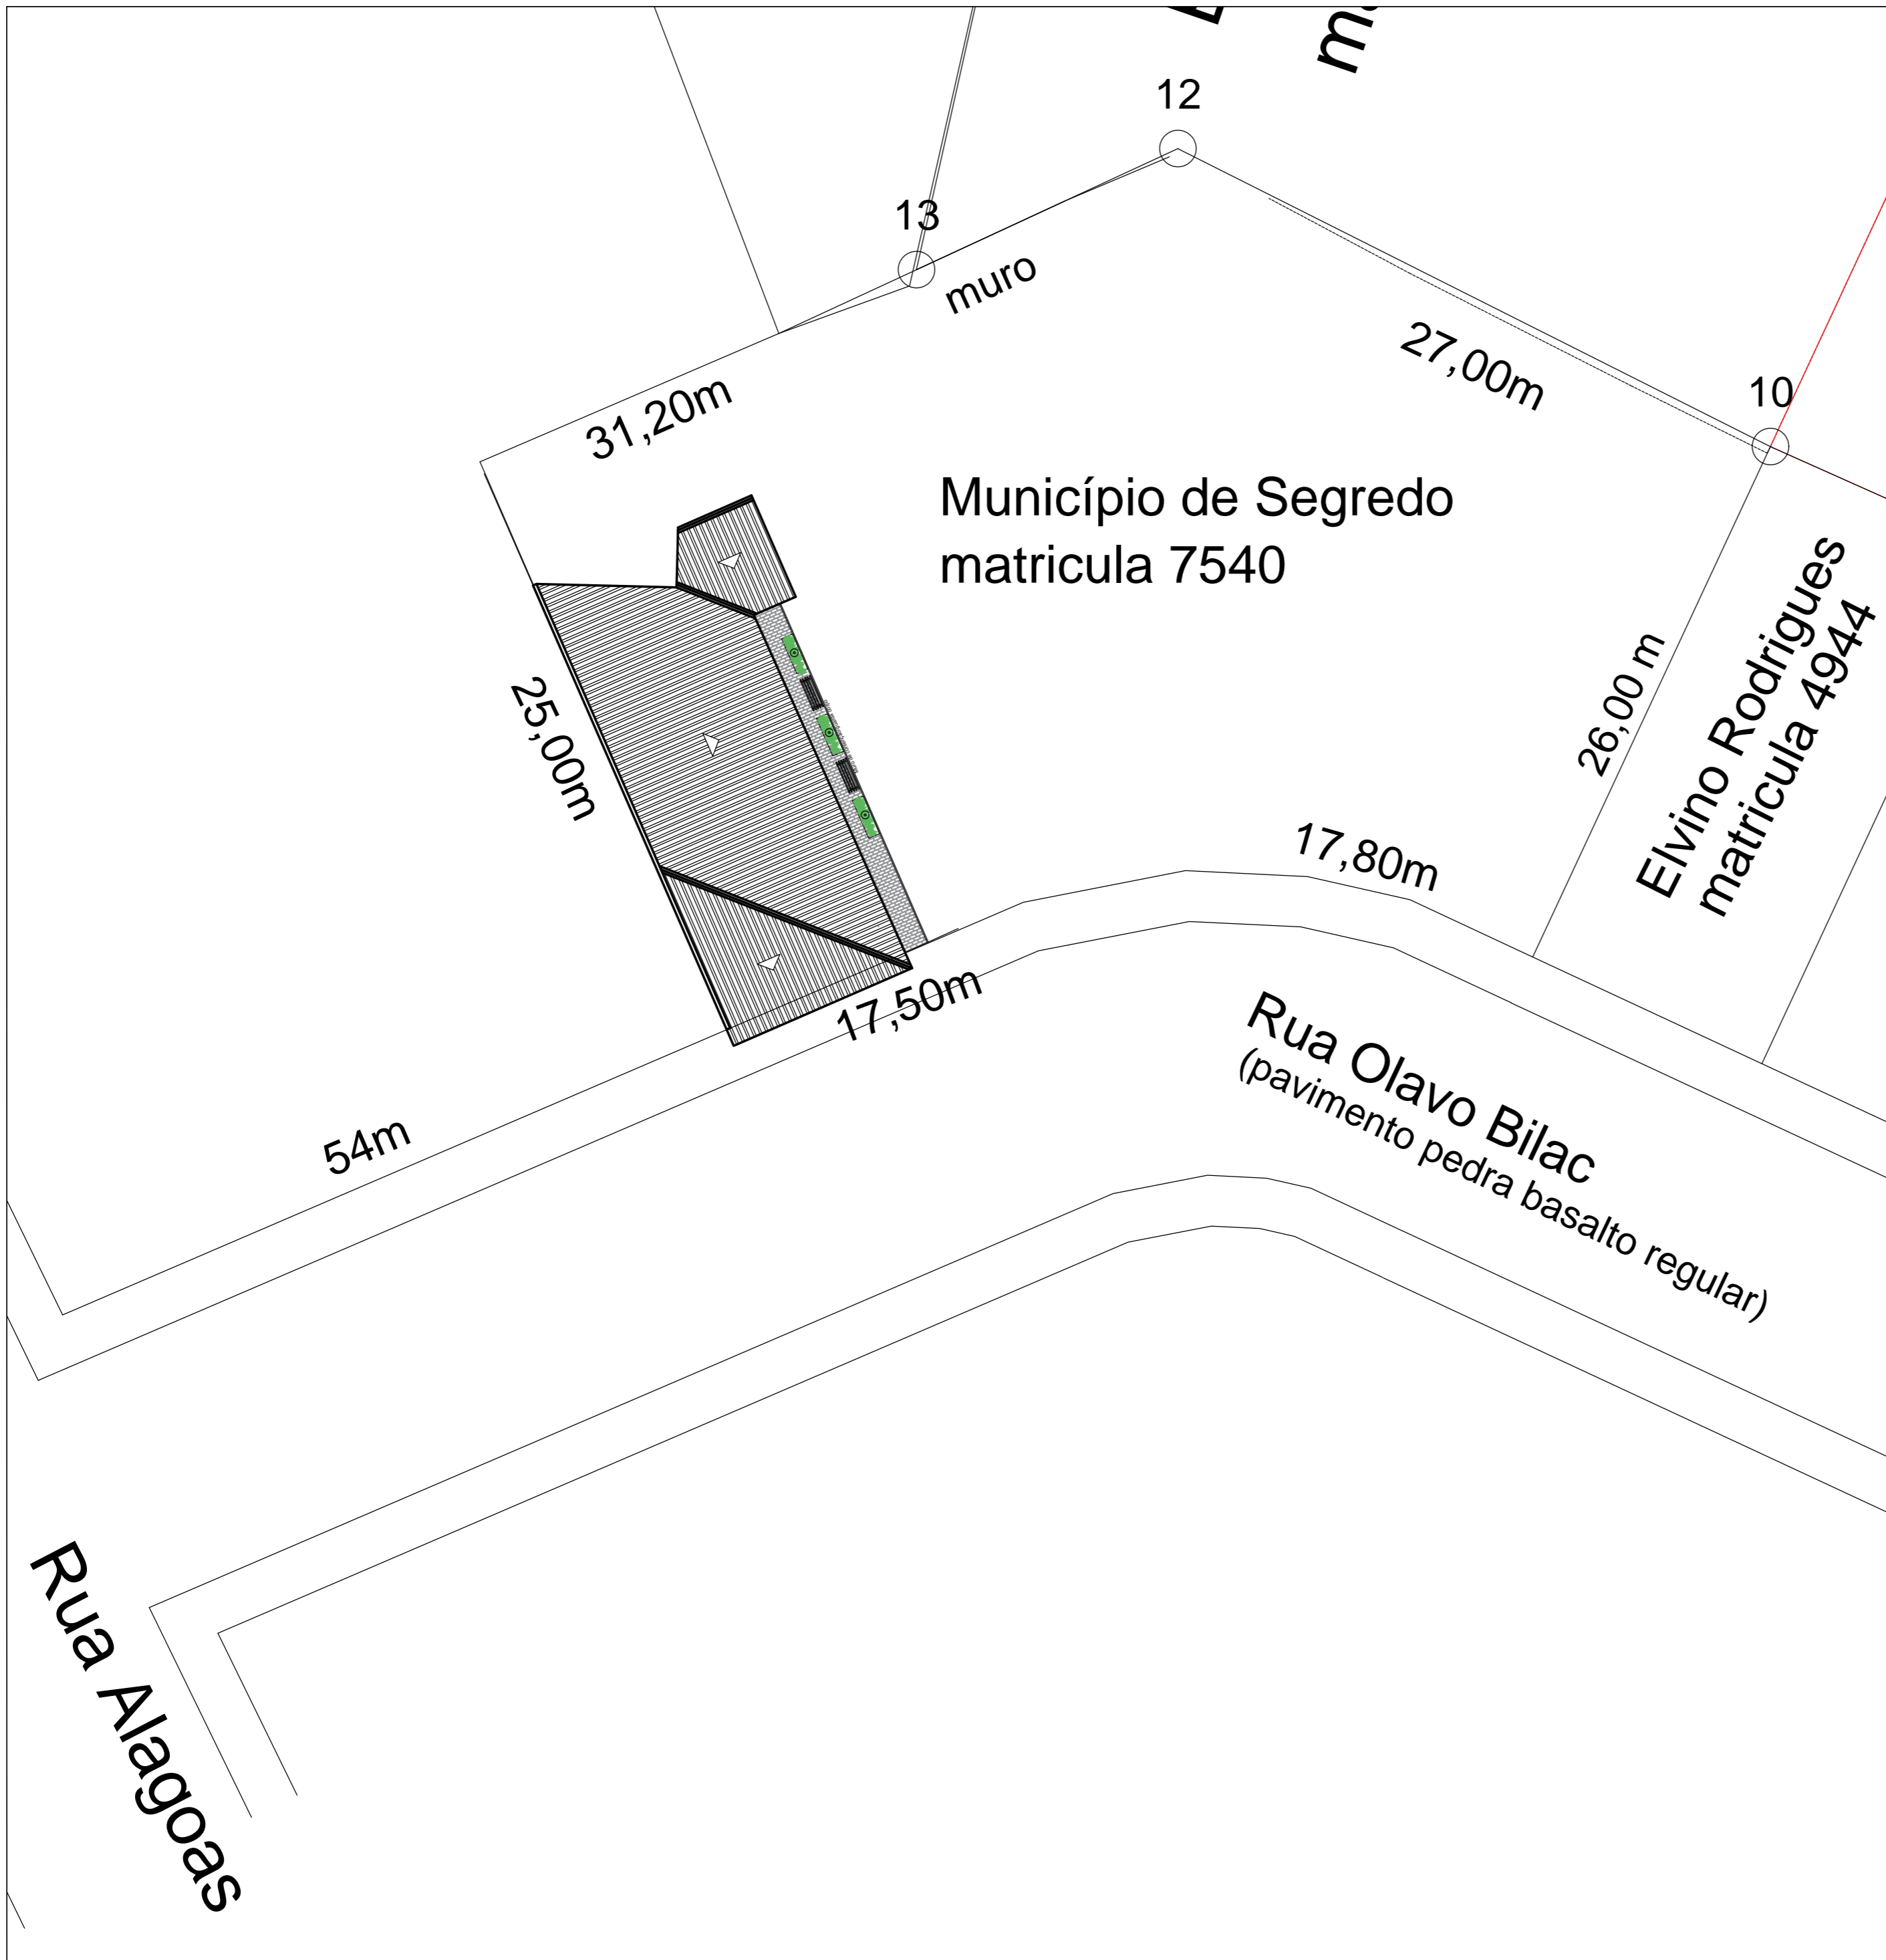 12
13
muro
27,00m
10
31,20m
Município de Segredo
matricula 7540
25,00m
26,00 m
Elvino Rodrigues
matricula 4944
17,80m
17,50m
Rua Olavo Bilac
(pavimento pedra basalto regular)
54m
Rua Alagoas